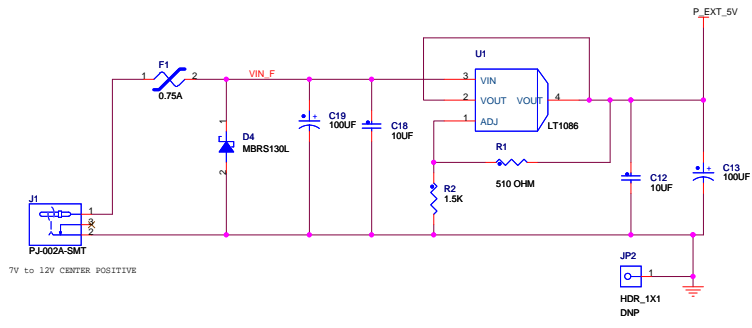 P_EXT_5V
F1
1 2
0.75A
VIN_F
U1
3 VIN
2 VOUT VOUT 4
1 ADJ
LT1086
C19
100UF
C18
10UF
1
D4
MBRS130L
2
R1
510 OHM
R2
1.5K
C12
10UF
C13
100UF
J1
1
3
2
PJ-002A-SMT
7V to 12V CENTER POSITIVE
JP2
1
HDR_1X1
DNP